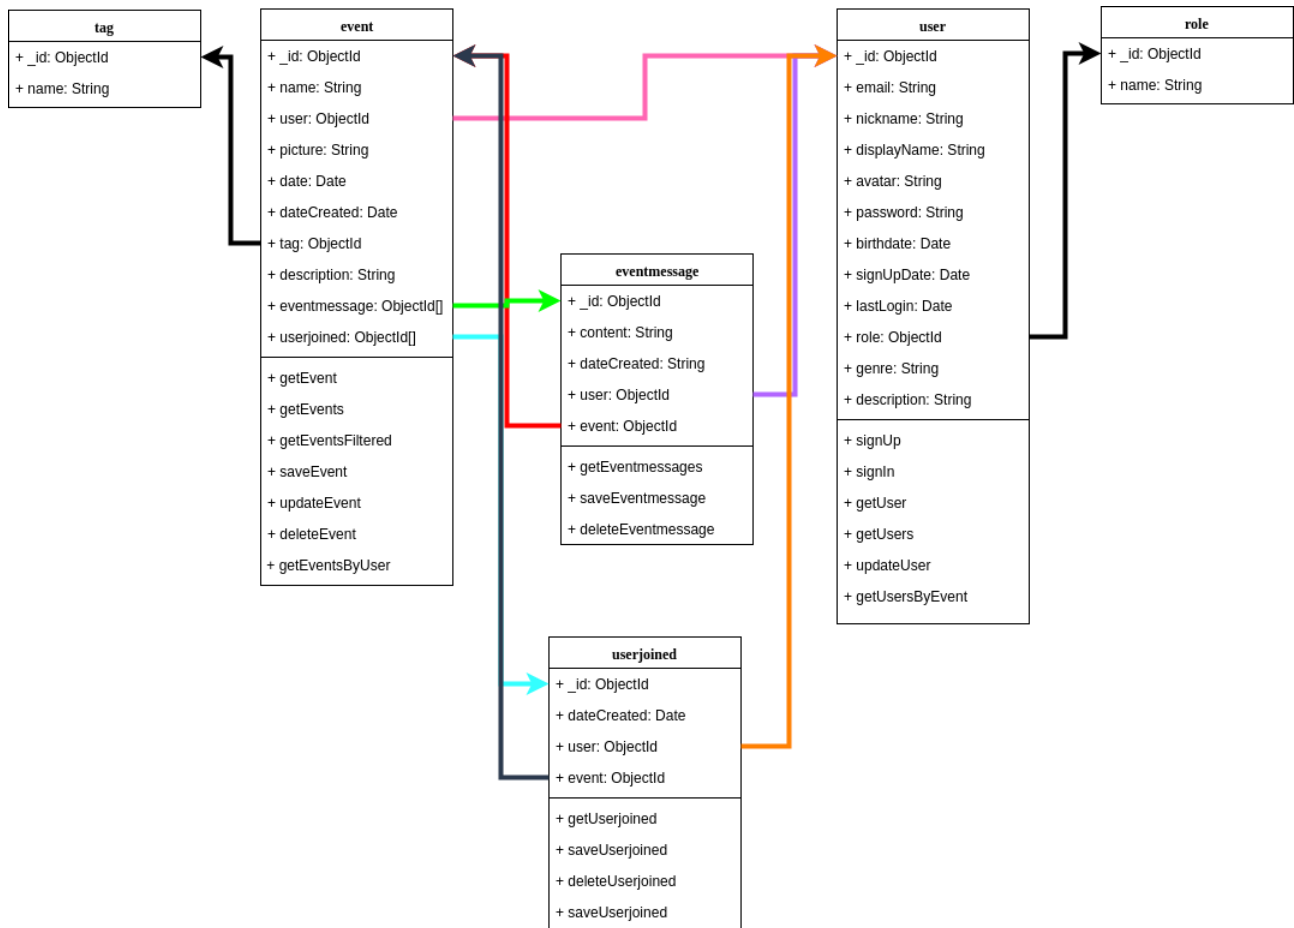 tag
+ _id: ObjectId
+ name: String
event
+ _id: ObjectId
+ name: String
+ user: ObjectId
+ picture: String
+ date: Date
+ dateCreated: Date
+ tag: ObjectId
+ description: String
+ eventmessage: ObjectId[]
+ userjoined: ObjectId[]
+ getEvent
+ getEvents
+ getEventsFiltered
+ saveEvent
+ updateEvent
+ deleteEvent
+ getEventsByUser
eventmessage
+ _id: ObjectId
+ content: String
+ dateCreated: String
+ user: ObjectId
+ event: ObjectId
+ getEventmessages
+ saveEventmessage
+ deleteEventmessage
userjoined
+ _id: ObjectId
+ dateCreated: Date
+ user: ObjectId
+ event: ObjectId
+ getUserjoined
+ saveUserjoined
+ deleteUserjoined
+ saveUserjoined
user
+ _id: ObjectId
+ email: String
+ nickname: String
+ displayName: String
+ avatar: String
+ password: String
+ birthdate: Date
+ signUpDate: Date
+ lastLogin: Date
+ role: ObjectId
+ genre: String
+ description: String
+ signUp
+ signIn
+ getUser
+ getUsers
+ updateUser
+ getUsersByEvent
role
+ _id: ObjectId
+ name: String